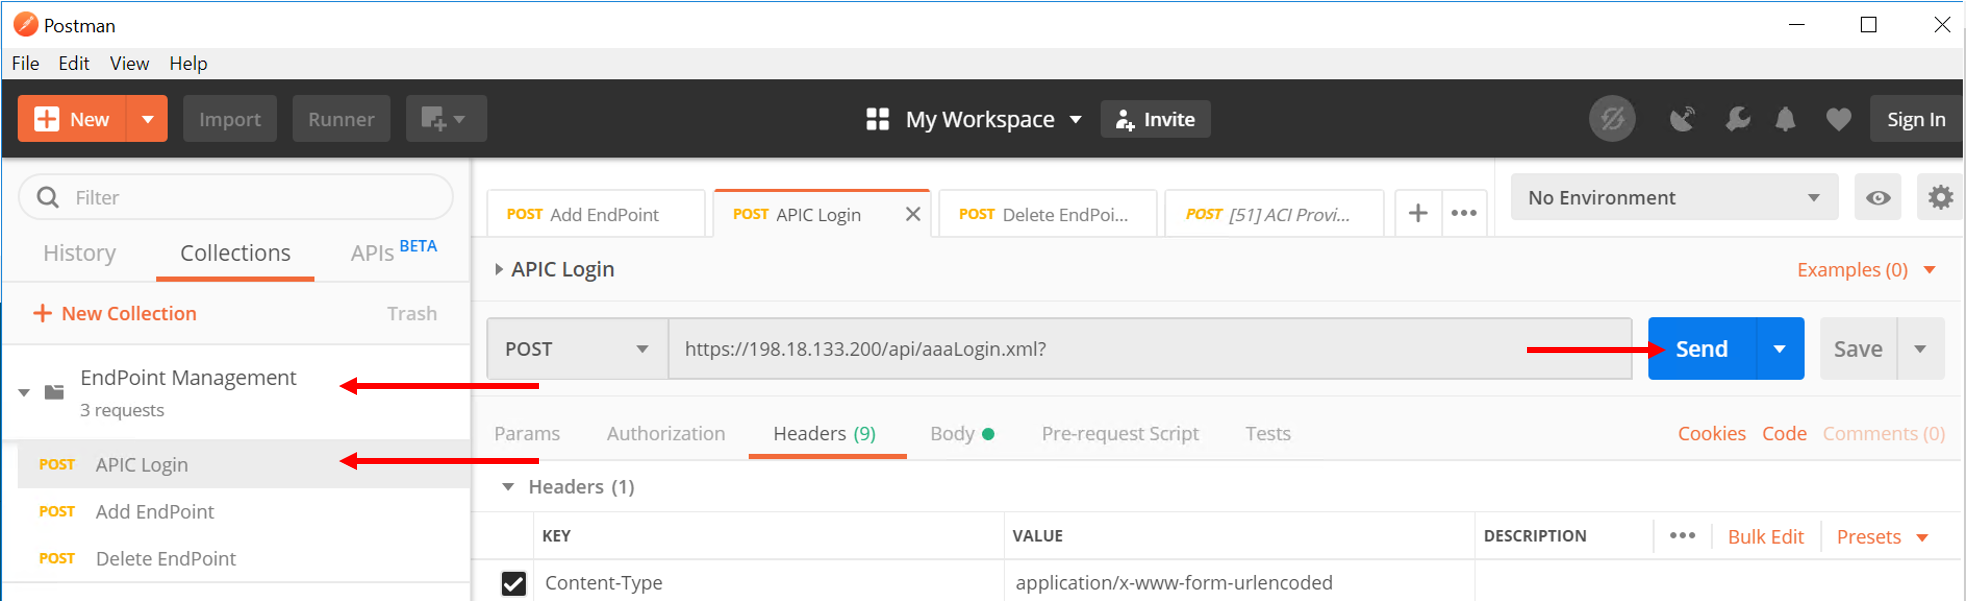 Postman
File Edit View Help
New Import Runner My Workspace Invite Sign In
Filter
History Collections APIs BETA
New Collection Trash
EndPoint Management
3 requests
POST APIC Login
POST Add EndPoint
POST Delete EndPoint
POST Add EndPoint POST APIC Login POST Delete EndPoi... POST [51] ACI Provi... No Environment
APIC Login Examples (0)
POST https://198.18.133.200/api/aaaLogin.xml? Send Save
Params Authorization Headers (9) Body Pre-request Script Tests Cookies Code Comments (0)
Headers (1)
KEY VALUE DESCRIPTION Bulk Edit Presets
Content-Type application/x-www-form-urlencoded